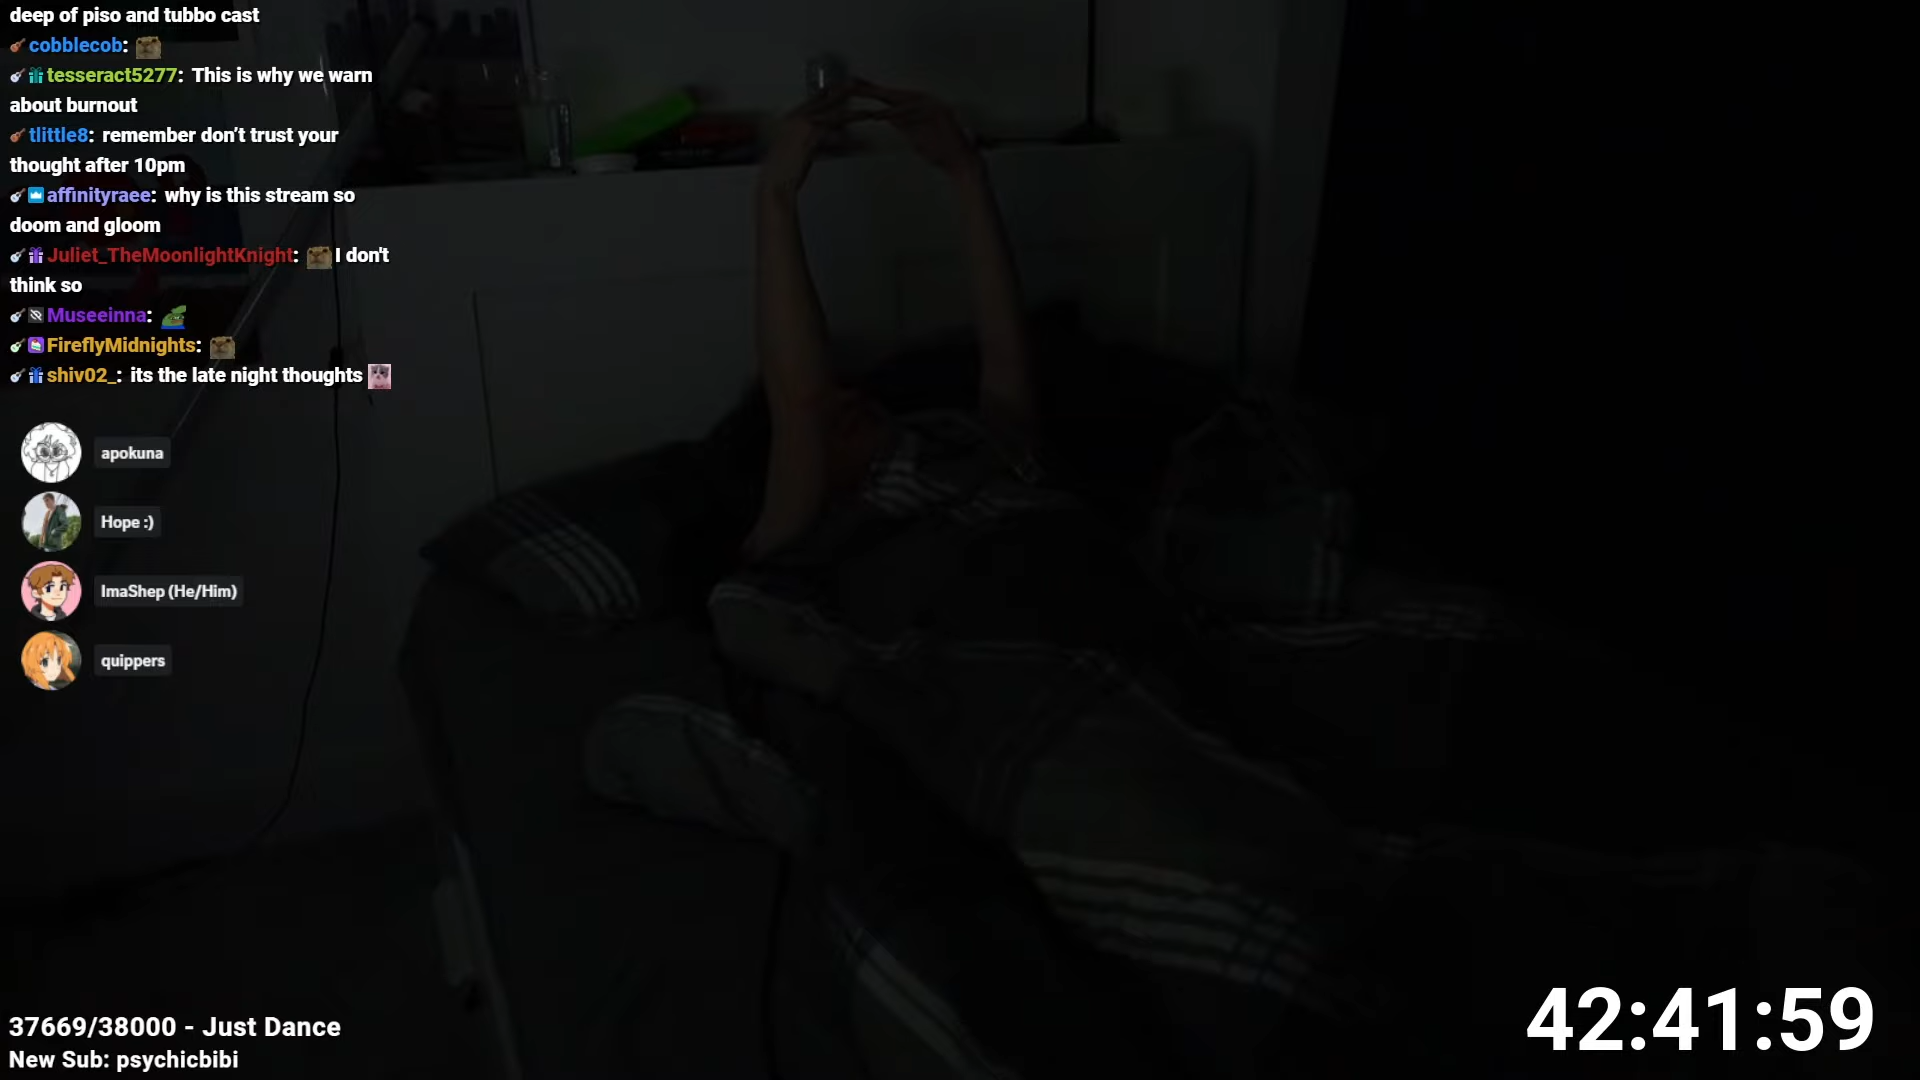 deep of piso and tubbo cast
cobblecob:
tesseract5277: This is why we warn
about burnout
tlittle8: remember don’t trust your
thought after 10pm
affinityraee: why is this stream so
doom and gloom
Juliet_TheMoonlightKnight: I don't
think so
Museeinna:
FireflyMidnights:
shiv02_: its the late night thoughts
apokuna
Hope :)
ImaShep (He/Him)
quippers
37669/38000 - Just Dance
New Sub: psychicbibi
42:41:59